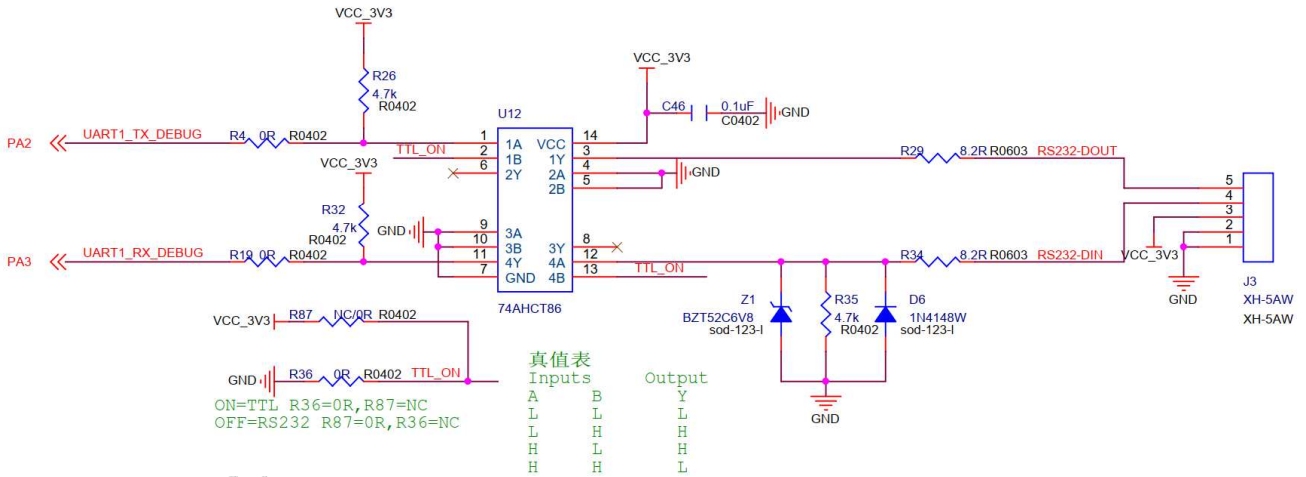 VCC_3V3
R26
4.7k
R0402
PA2
UART1_TX_DEBUG
R4
0R
R0402
TTL_ON
VCC_3V3
R32
4.7k
R0402
GND
PA3
UART1_RX_DEBUG
R19
0R
R0402
U12
1
1A
2
1B
6
2Y
9
3A
10
3B
11
4Y
7
GND
VCC
14
1Y
3
2A
4
2B
5
3Y
8
4A
12
4B
13
74AHCT86
VCC_3V3
C46
0.1uF
C0402
GND
GND
TTL_ON
R29
8.2R
R0603
RS232-DOUT
R34
8.2R
R0603
RS232-DIN
VCC_3V3
5
4
3
2
1
GND
J3
XH-5AW
XH-5AW
Z1
BZT52C6V8
sod-123-l
R35
4.7k
R0402
D6
1N4148W
sod-123-l
GND
VCC_3V3
R87
NC/0R
R0402
GND
R36
0R
R0402
TTL_ON
ON=TTL R36=0R,R87=NC
OFF=RS232 R87=0R,R36=NC
真值表
Inputs Output
A B Y
L L L
L H H
H L H
H H L